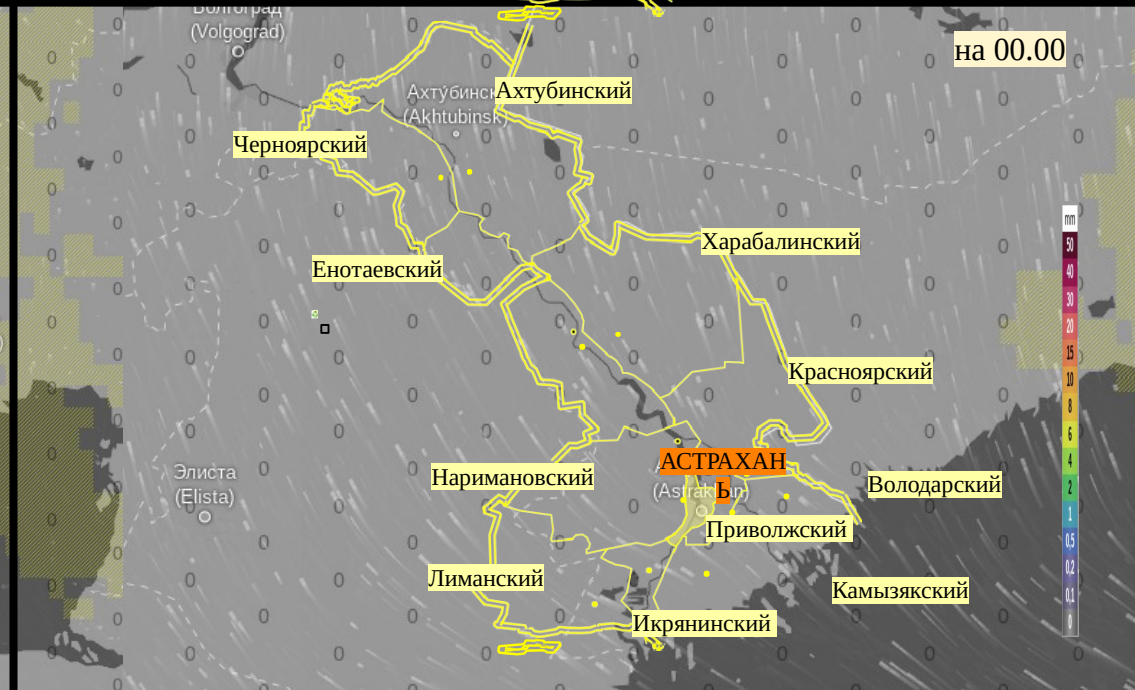 Волгоград
(Volgograd)
на 00.00
Ахтубинск
(Akhtubinsk)
Ахтубинский
Черноярский
Харабалинский
Енотаевский
Красноярский
АСТРАХАН
Ь
(Astrakhan)
Элиста
(Elista)
Наримановский
Володарский
Приволжский
Лиманский
Камызякский
Икрянинский
mm
50
40
30
20
15
10
8
6
4
2
1
0,5
0,2
0,1
0